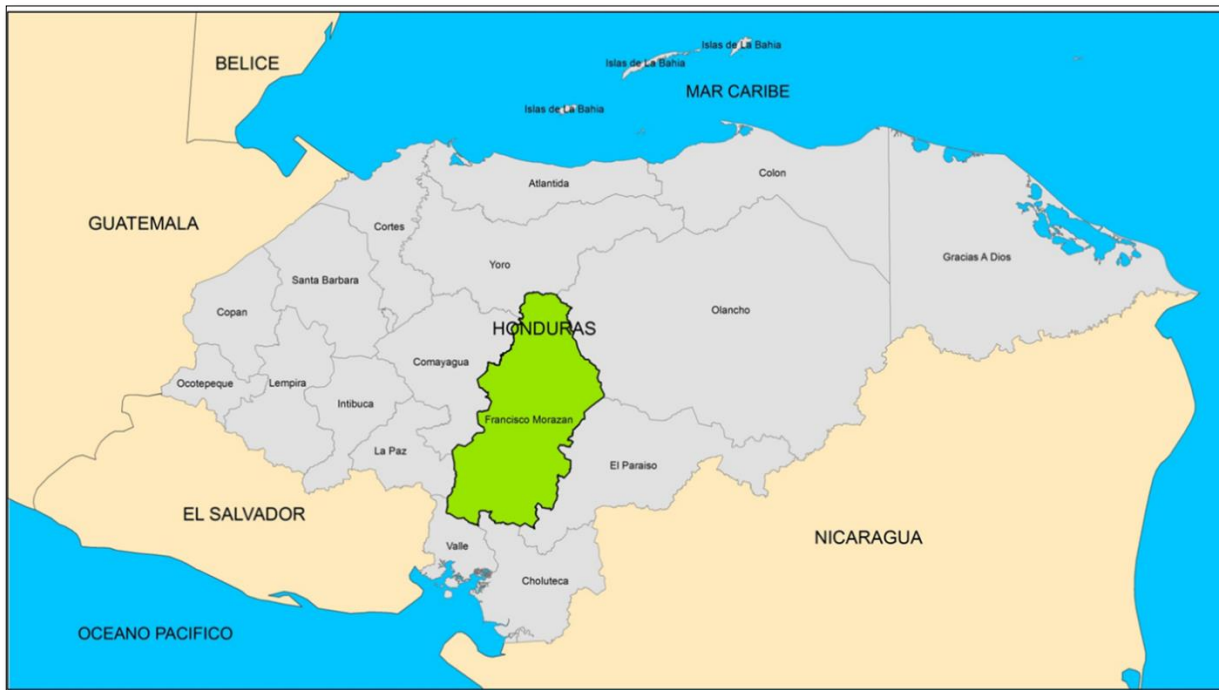 BELICE
Islas de La Bahia
Islas de La Bahia
MAR CARIBE
Islas de La Bahia
Atlantida
Colon
GUATEMALA
Cortes
Yoro
Gracias A Dios
Santa Barbara
Copan
Olancho
HONDURAS
Comayagua
Ocotepeque
Lempira
Intibuca
Francisco Morazan
La Paz
El Paraiso
EL SALVADOR
NICARAGUA
Valle
Choluteca
OCEANO PACIFICO